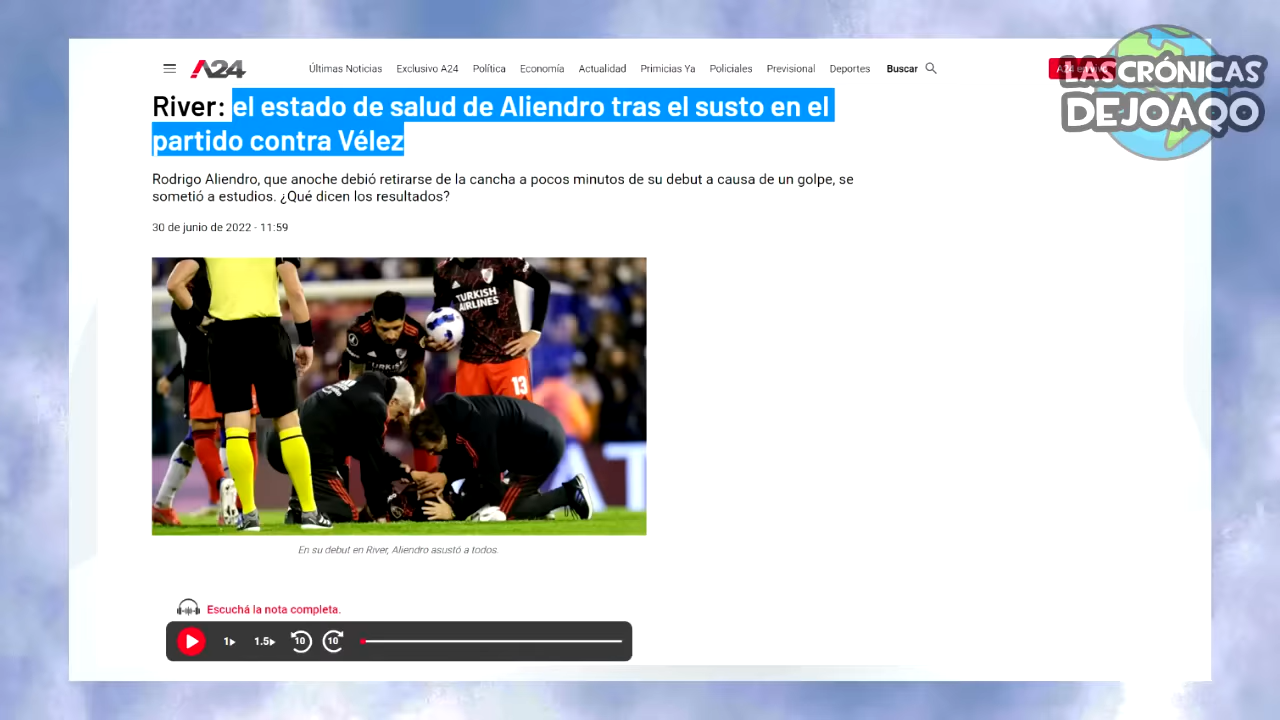 A24
Últimas Noticias Exclusivo A24 Política Economía Actualidad Primicias Ya Policiales Previsional Deportes Buscar
LAS CRÓNICAS
DE JOAQO
River: el estado de salud de Aliendro tras el susto en el
partido contra Vélez
Rodrigo Aliendro, que anoche debió retirarse de la cancha a pocos minutos de su debut a causa de un golpe, se
sometió a estudios. ¿Qué dicen los resultados?
30 de junio de 2022 - 11:59
TURKISH
AIRLINES
TURKISH
13
AT
En su debut en River, Aliendro asustó a todos.
Escuchá la nota completa.
1 1.5 10 10